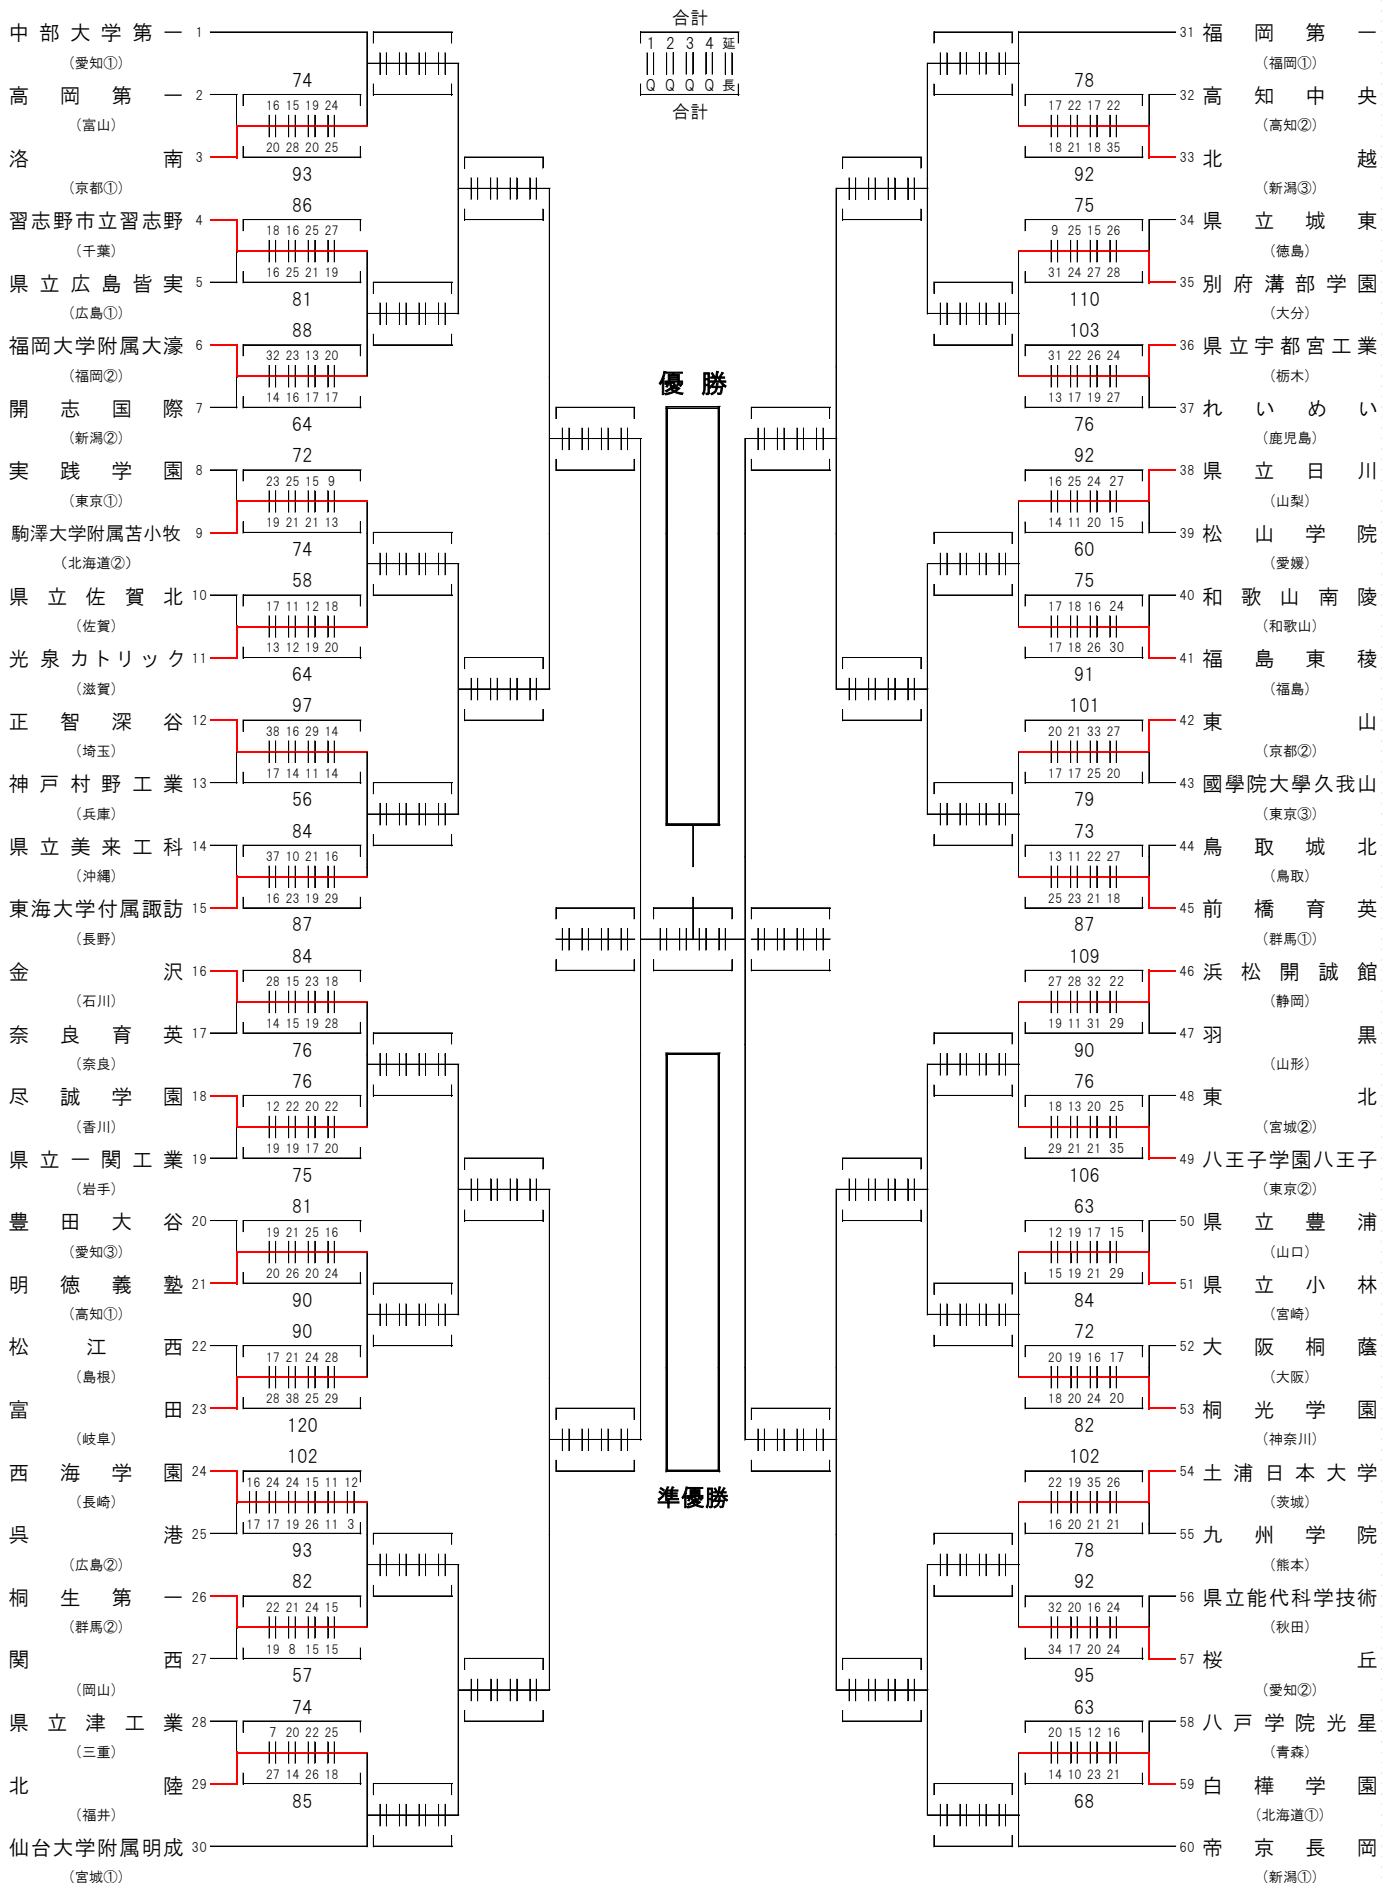 合計
1 2 3 4 延
Q Q Q Q 長
合計
中部大学第一 1
(愛知①)
74
高岡第一 2
16 15 19 24
(富山)
20 28 20 25
洛南 3
93
(京都①)
86
習志野市立習志野 4
18 16 25 27
(千葉)
16 25 21 19
県立広島皆実 5
81
(広島①)
88
福岡大学附属大濠 6
32 23 13 20
(福岡②)
14 16 17 17
開志国際 7
64
(新潟②)
72
実践学園 8
23 25 15 9
(東京①)
19 21 21 13
駒澤大学附属苫小牧 9
74
(北海道②)
58
県立佐賀北 10
17 11 12 18
(佐賀)
13 12 19 20
光泉カトリック 11
64
(滋賀)
97
正智深谷 12
38 16 29 14
(埼玉)
17 14 11 14
神戸村野工業 13
56
(兵庫)
84
県立美来工科 14
37 10 21 16
(沖縄)
16 23 19 29
東海大学付属諏訪 15
87
(長野)
84
金沢 16
28 15 23 18
(石川)
14 15 19 28
奈良育英 17
76
(奈良)
76
尽誠学園 18
12 22 20 22
(香川)
19 19 17 20
県立一関工業 19
75
(岩手)
81
豊田大谷 20
19 21 25 16
(愛知③)
20 26 20 24
明徳義塾 21
90
(高知①)
90
松江西 22
17 21 24 28
(島根)
28 38 25 29
富田 23
120
(岐阜)
102
西海学園 24
16 24 24 15 11 12
(長崎)
17 17 19 26 11 3
呉港 25
93
(広島②)
82
桐生第一 26
22 21 24 15
(群馬②)
19 8 15 15
関西 27
57
(岡山)
74
県立津工業 28
7 20 22 25
(三重)
27 14 26 18
北陸 29
85
(福井)
仙台大学附属明成 30
(宮城①)
優勝
準優勝
31 福岡第一
(福岡①)
78
32 高知中央
17 22 17 22
(高知②)
18 21 18 35
33 北越
92
(新潟③)
75
34 県立城東
9 25 15 26
(徳島)
31 24 27 28
35 別府溝部学園
110
(大分)
103
36 県立宇都宮工業
31 22 26 24
(栃木)
13 17 19 27
37 れいめい
76
(鹿児島)
92
38 県立日川
16 25 24 27
(山梨)
14 11 20 15
39 松山学院
60
(愛媛)
75
40 和歌山南陵
17 18 16 24
(和歌山)
17 18 26 30
41 福島東稜
91
(福島)
101
42 東山
20 21 33 27
(京都②)
17 17 25 20
43 國學院大學久我山
79
(東京③)
73
44 鳥取城北
13 11 22 27
(鳥取)
25 23 21 18
45 前橋育英
87
(群馬①)
109
46 浜松開誠館
27 28 32 22
(静岡)
19 11 31 29
47 羽黒
90
(山形)
76
48 東北
18 13 20 25
(宮城②)
29 21 21 35
49 八王子学園八王子
106
(東京②)
63
50 県立豊浦
12 19 17 15
(山口)
15 19 21 29
51 県立小林
84
(宮崎)
72
52 大阪桐蔭
20 19 16 17
(大阪)
18 20 24 20
53 桐光学園
82
(神奈川)
102
54 土浦日本大学
22 19 35 26
(茨城)
16 20 21 21
55 九州学院
78
(熊本)
92
56 県立能代科学技術
32 20 16 24
(秋田)
34 17 20 24
57 桜丘
95
(愛知②)
63
58 八戸学院光星
20 15 12 16
(青森)
14 10 23 21
59 白樺学園
68
(北海道①)
60 帝京長岡
(新潟①)